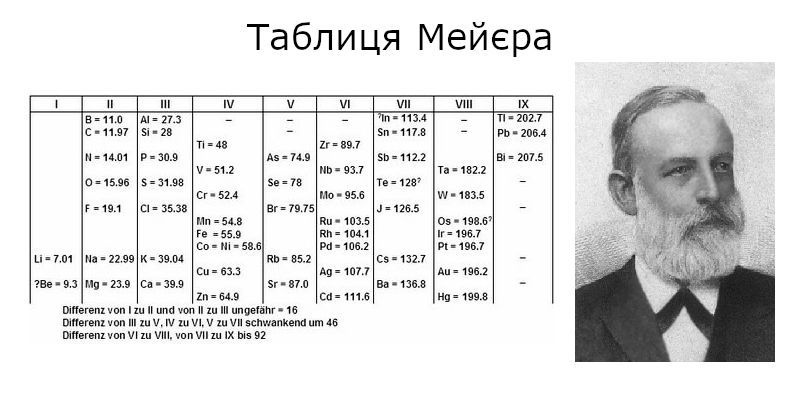 Таблиця Мейєра
I II III IV V VI VII VIII IX
B = 11.0 Al = 27.3 – – – ?In = 113.4 – Tl = 202.7
C = 11.97 Si = 28 – Sn = 117.8 – Pb = 206.4
Ti = 48 Zr = 89.7
N = 14.01 P = 30.9 As = 74.9 Sb = 112.2 Bi = 207.5
V = 51.2 Nb = 93.7 Ta = 182.2
O = 15.96 S = 31.98 Se = 78 Te = 128? –
Cr = 52.4 Mo = 95.6 W = 183.5
F = 19.1 Cl = 35.38 Br = 79.75 J = 126.5 –
Mn = 54.8 Ru = 103.5 Os = 198.6?
Fe = 55.9 Rh = 104.1 Ir = 196.7
Co = Ni = 58.6 Pd = 106.2 Pt = 196.7
Li = 7.01 Na = 22.99 K = 39.04 Rb = 85.2 Cs = 132.7 –
Cu = 63.3 Ag = 107.7 Au = 196.2
?Be = 9.3 Mg = 23.9 Ca = 39.9 Sr = 87.0 Ba = 136.8 –
Zn = 64.9 Cd = 111.6 Hg = 199.8
Differenz von I zu II und von II zu III ungefähr = 16
Differenz von III zu V, IV zu VI, V zu VII schwankend um 46
Differenz von VI zu VIII, von VII zu IX bis 92